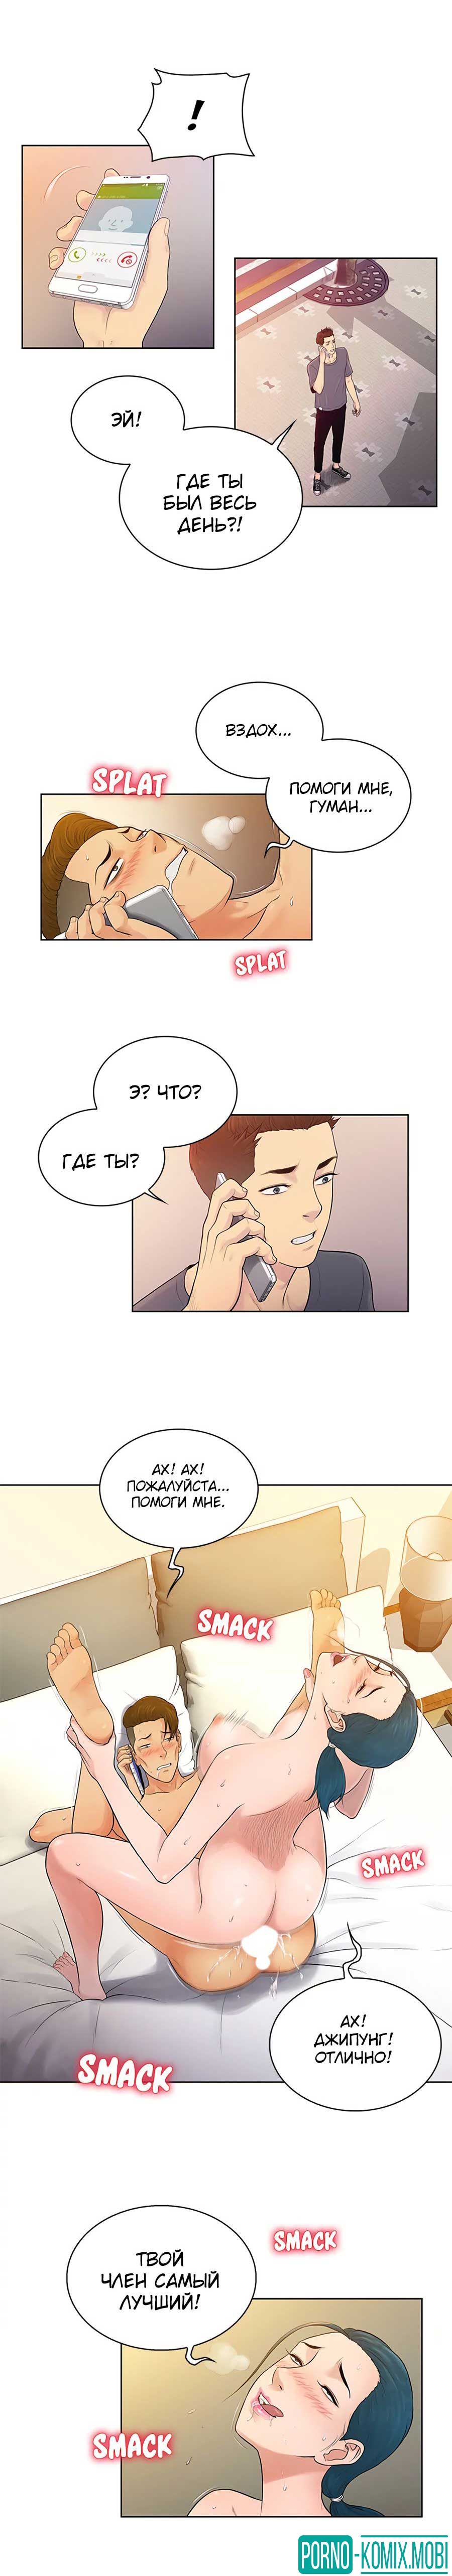 !
ЭЙ!
ГДЕ ТЫ
БЫЛ ВЕСЬ
ДЕНЬ?!
ВЗДОХ...
SPLAT
ПОМОГИ МНЕ,
ГУМАН...
SPLAT
Э? ЧТО?
ГДЕ ТЫ?
АХ! АХ!
ПОЖАЛУЙСТА...
ПОМОГИ МНЕ.
SMACK
SMACK
АХ!
ДЖИПУНГ!
ОТЛИЧНО!
SMACK
SMACK
ТВОЙ
ЧЛЕН САМЫЙ
ЛУЧШИЙ!
SMACK
PORNO-KOMIX.MOBI